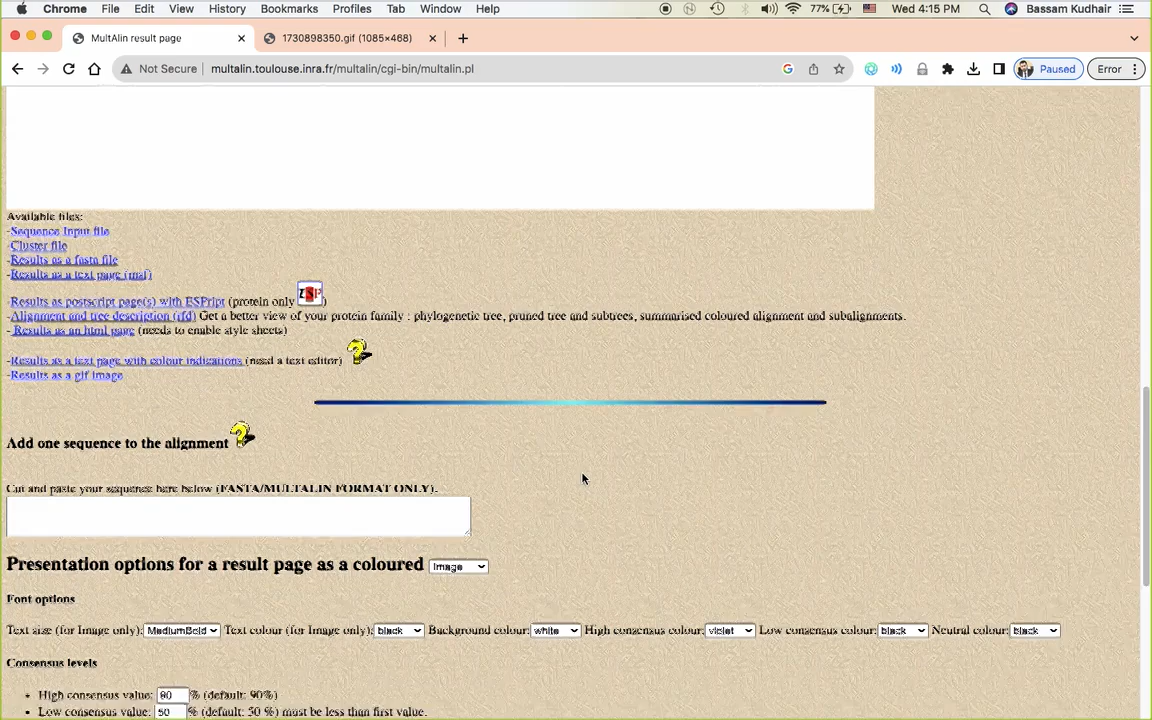 Chrome File Edit View History Bookmarks Profiles Tab Window Help 77% Wed 4:15 PM Bassam Kudhair
MultAlin result page 1730898350.gif (1085×468)
Not Secure multalin.toulouse.inra.fr/multalin/cgi-bin/multalin.pl Paused Error
Available files:
-Sequence Input file
-Cluster file
-Results as a fasta file
-Results as a text page (msf)
-Results as postscript page(s) with ESPript (protein only ESP)
-Alignment and tree description (rfd) Get a better view of your protein family : phylogenetic tree, pruned tree and subtrees, summarised coloured alignment and subalignments.
- Results as an html page (needs to enable style sheets)
-Results as a text page with colour indications (need a text editor)
-Results as a gif image
Add one sequence to the alignment
Cut and paste your sequence here below (FASTA/MULTALIN FORMAT ONLY).
Presentation options for a result page as a coloured Image
Font options
Text size (for Image only): MediumBold Text colour (for Image only): black Background colour: white High consensus colour: violet Low consensus colour: black Neutral colour: black
Consensus levels
• High consensus value: 90 % (default: 90%)
• Low consensus value: 50 % (default: 50 %) must be less than first value.